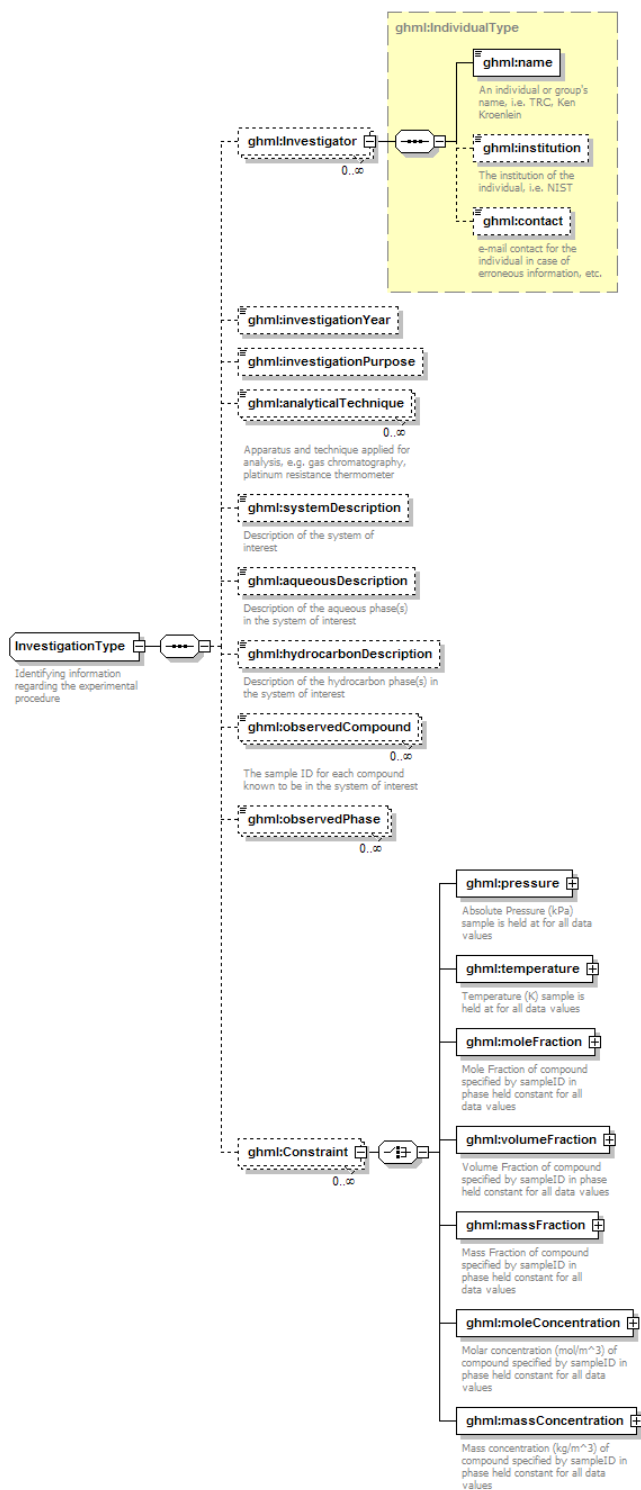 ghml:IndividualType
ghml:name
An individual or group's
name, i.e. TRC, Ken
Kroenlein
ghml:Investigator
0..∞
ghml:institution
The institution of the
individual, i.e. NIST
ghml:contact
e-mail contact for the
individual in case of
erroneous information, etc.
ghml:investigationYear
ghml:investigationPurpose
ghml:analyticalTechnique
0..∞
Apparatus and technique applied for
analysis, e.g. gas chromatography,
platinum resistance thermometer
ghml:systemDescription
Description of the system of
interest
ghml:aqueousDescription
Description of the aqueous phase(s)
in the system of interest
InvestigationType
Identifying information
regarding the experimental
procedure
ghml:hydrocarbonDescription
Description of the hydrocarbon phase(s) in
the system of interest
ghml:observedCompound
0..∞
The sample ID for each compound
known to be in the system of interest
ghml:observedPhase
0..∞
ghml:Constraint
0..∞
ghml:pressure
Absolute Pressure (kPa)
sample is held at for all data
values
ghml:temperature
Temperature (K) sample is
held at for all data values
ghml:moleFraction
Mole Fraction of compound
specified by sampleID in
phase held constant for all
data values
ghml:volumeFraction
Volume Fraction of compound
specified by sampleID in phase
held constant for all data values
ghml:massFraction
Mass Fraction of compound
specified by sampleID in
phase held constant for all
data values
ghml:moleConcentration
Molar concentration (mol/m^3) of
compound specified by sampleID in
phase held constant for all data
values
ghml:massConcentration
Mass concentration (kg/m^3) of
compound specified by sampleID in
phase held constant for all data
values